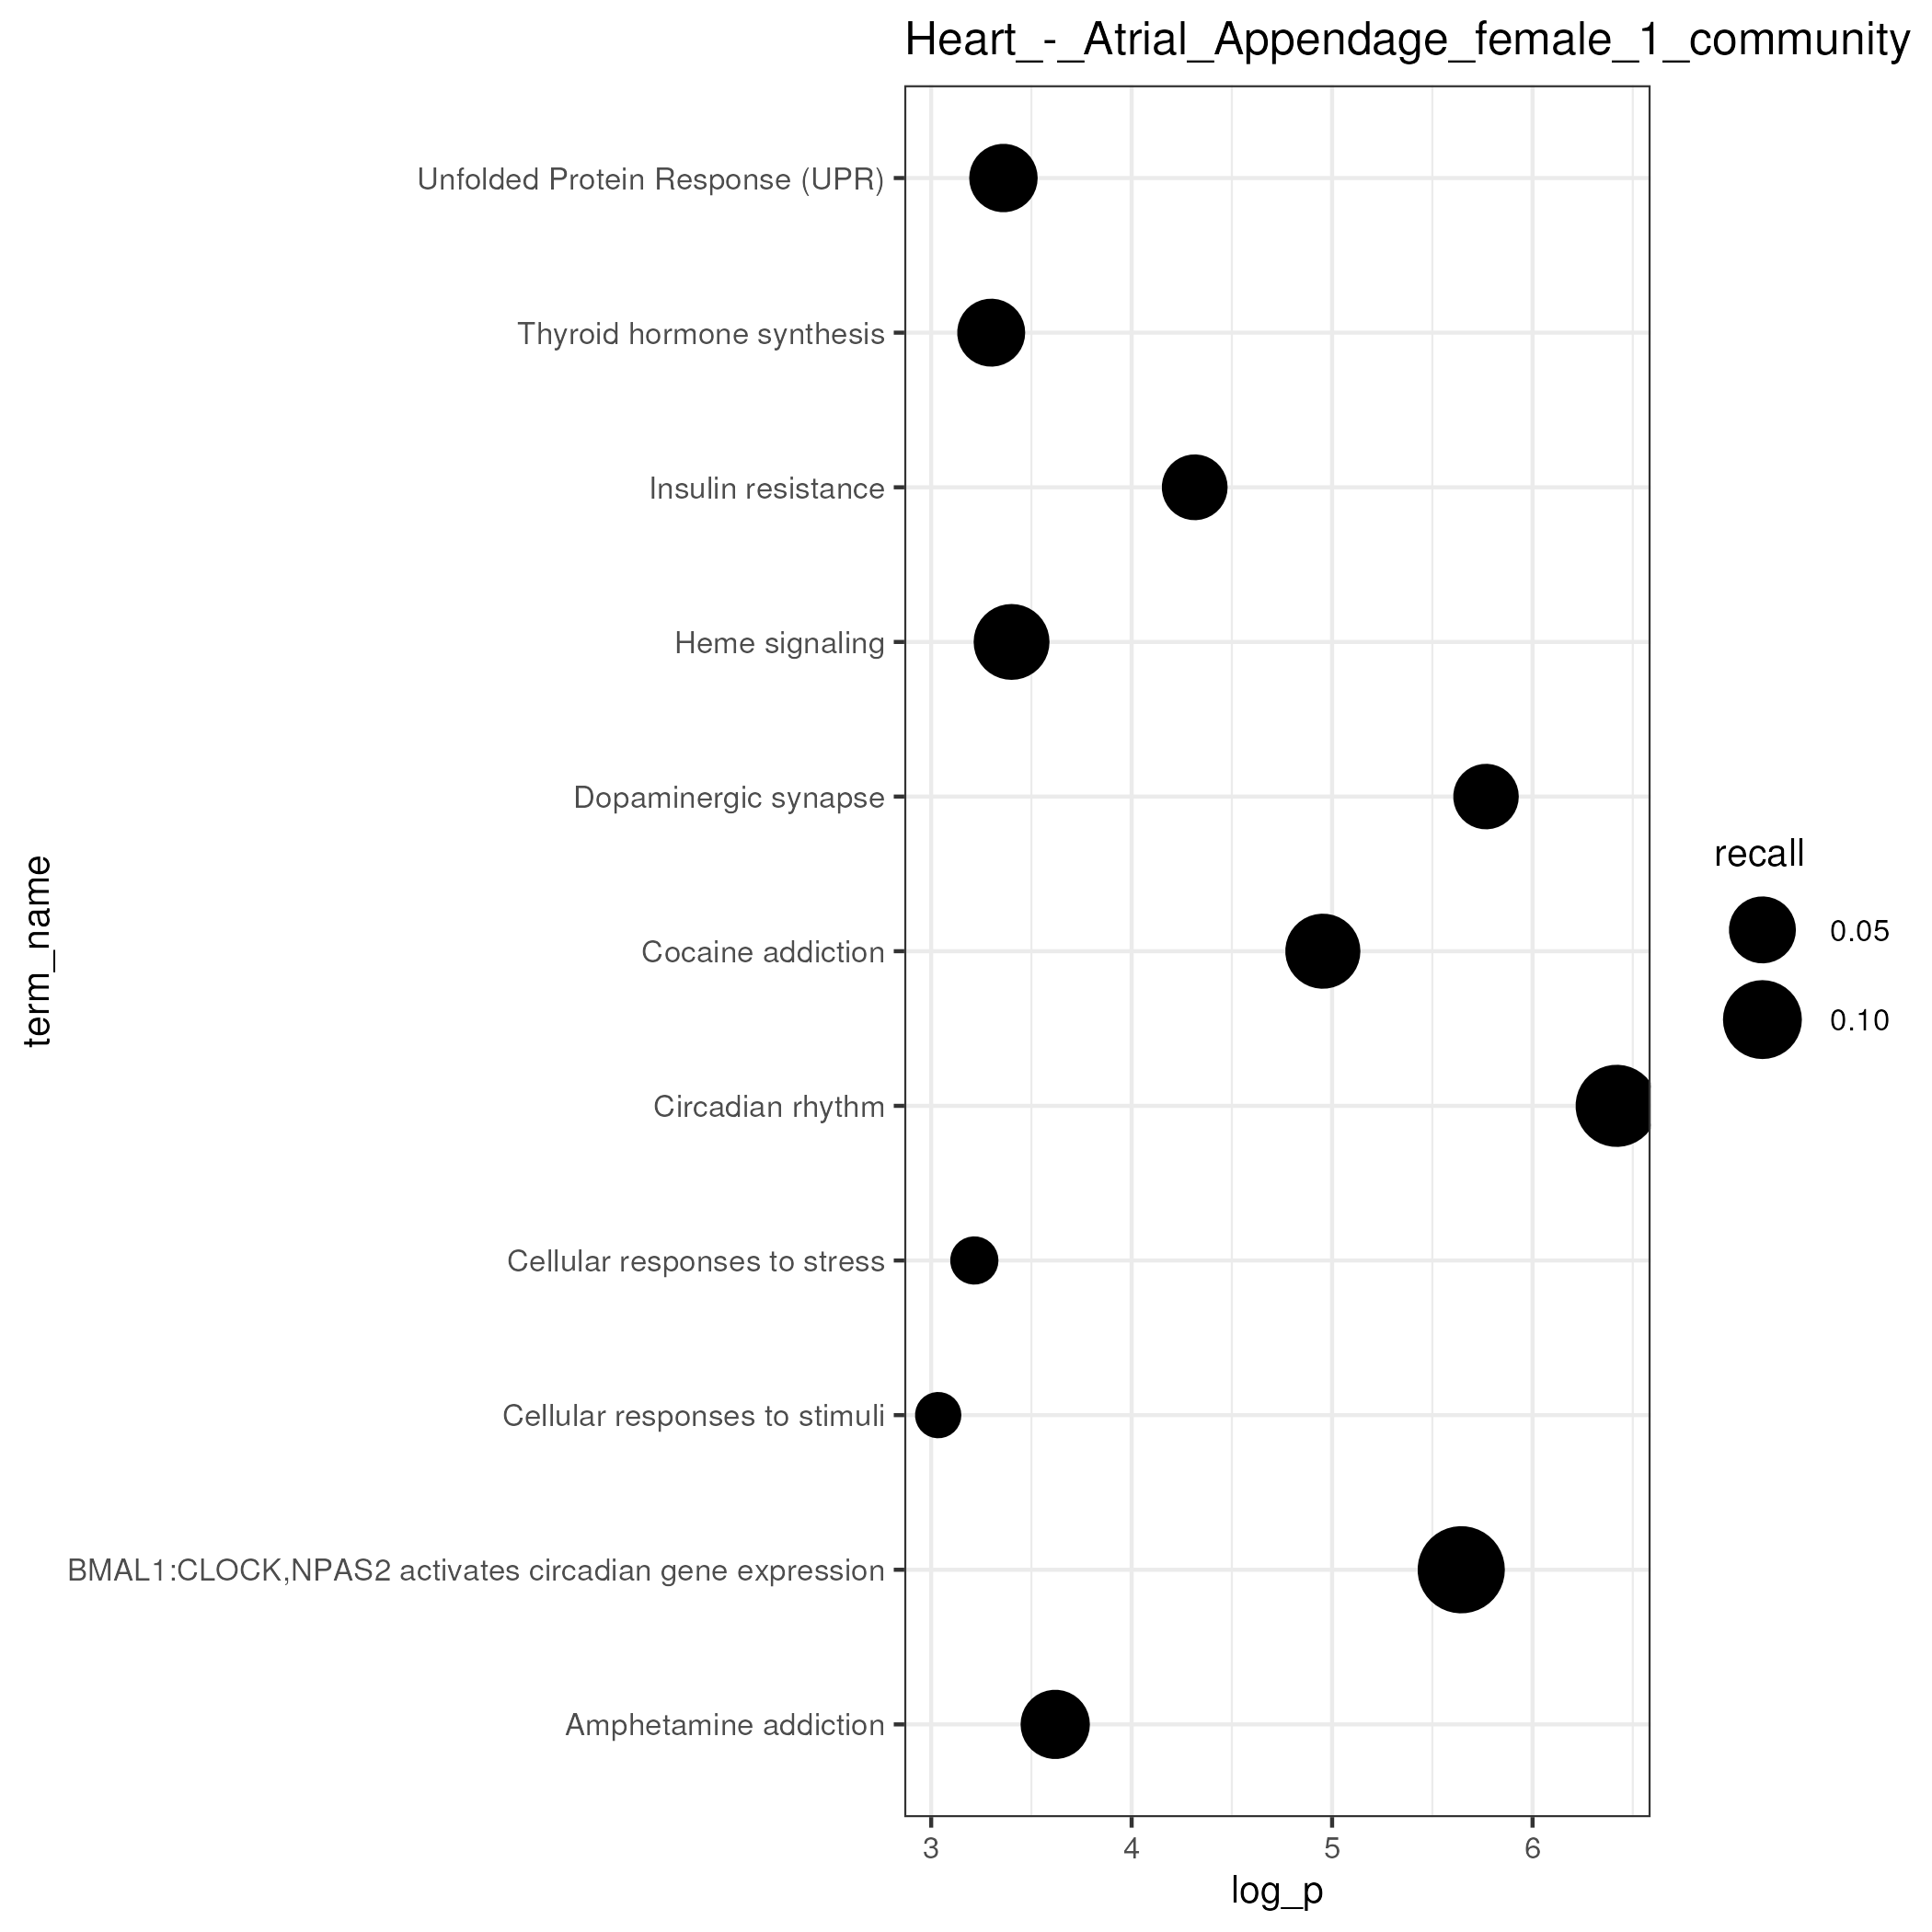 Heart_-_Atrial_Appendage_female_1_community
Unfolded Protein Response (UPR)
Thyroid hormone synthesis
Insulin resistance
Heme signaling
Dopaminergic synapse
Cocaine addiction
Circadian rhythm
Cellular responses to stress
Cellular responses to stimuli
BMAL1:CLOCK,NPAS2 activates circadian gene expression
Amphetamine addiction
term_name
3 4 5 6
log_p
recall
0.05
0.10